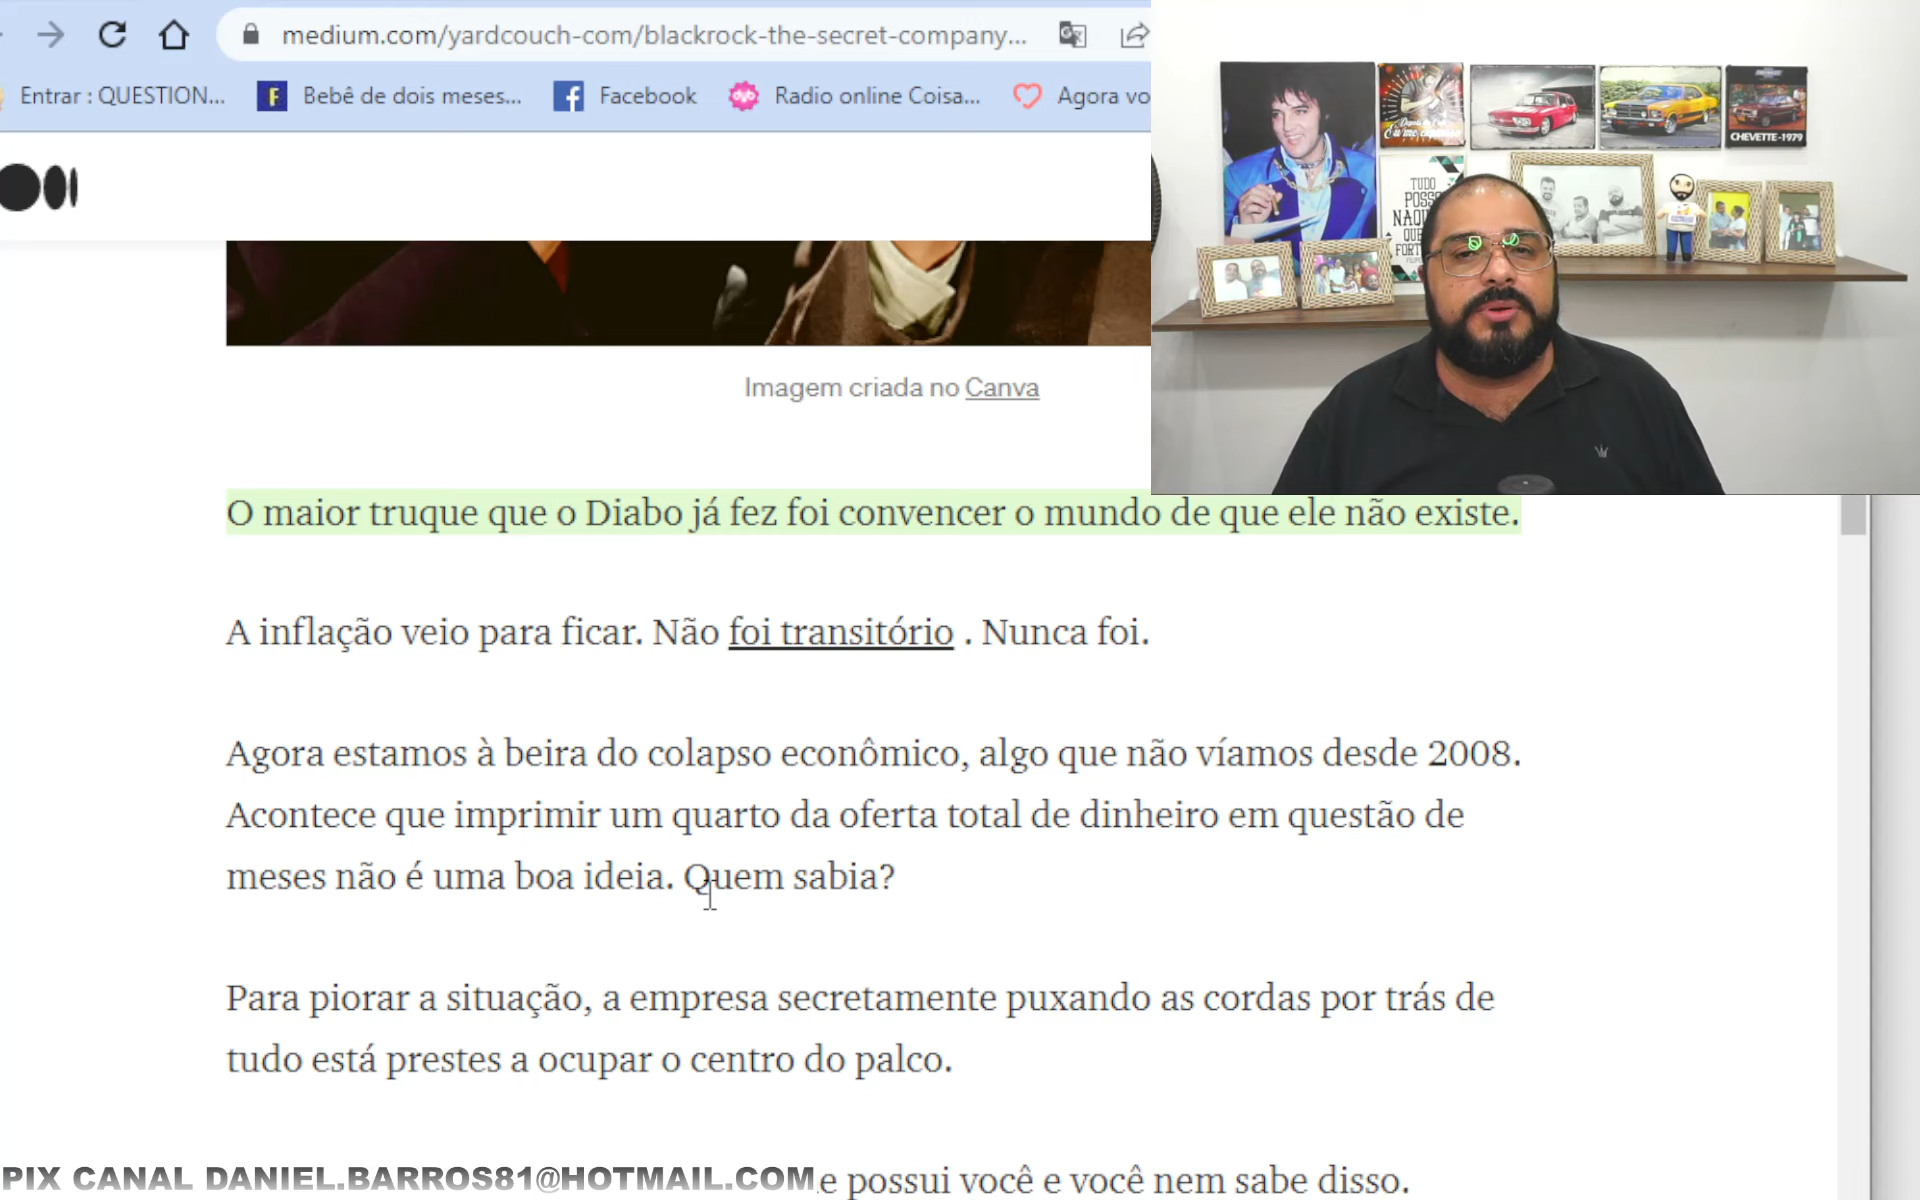 medium.com/yardcouch-com/blackrock-the-secret-company...
Entrar : QUESTION...
Bebê de dois meses...
Facebook
Radio online Coisa...
Agora vo
CHEVETTE-1979
TUDO
POSSO
Imagem criada no Canva
O maior truque que o Diabo já fez foi convencer o mundo de que ele não existe.
A inflação veio para ficar. Não foi transitório . Nunca foi.
Agora estamos à beira do colapso econômico, algo que não víamos desde 2008.
Acontece que imprimir um quarto da oferta total de dinheiro em questão de
meses não é uma boa ideia. Quem sabia?
Para piorar a situação, a empresa secretamente puxando as cordas por trás de
tudo está prestes a ocupar o centro do palco.
PIX CANAL DANIEL.BARROS81@HOTMAIL.COM
e possui você e você nem sabe disso.